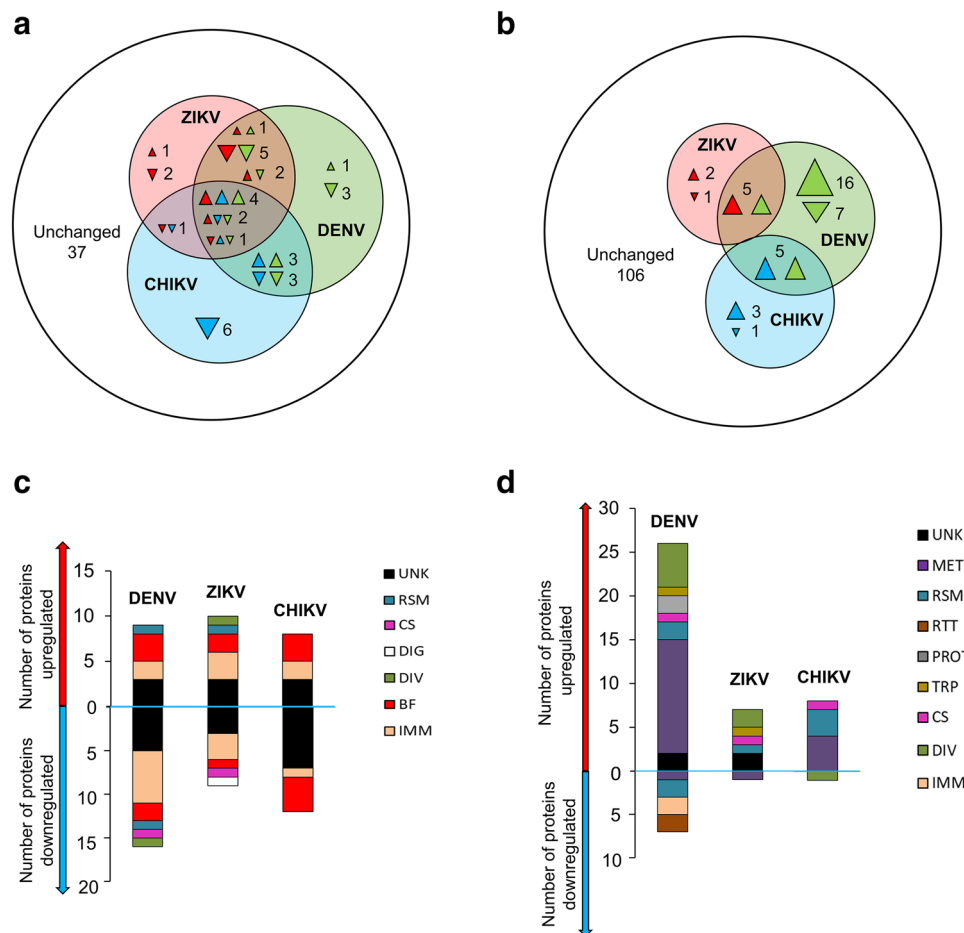 a
ZIKV
1
2
1
5
2
1
3
DENV
4
2
1
1
Unchanged
37
3
3
CHIKV
6
b
ZIKV
2
1
5
16
7
DENV
Unchanged
106
5
3
CHIKV
1
c
Number of proteins
upregulated
Number of proteins
downregulated
15
10
5
0
5
10
15
20
DENV
ZIKV
CHIKV
UNK
RSM
CS
DIG
DIV
BF
IMM
d
Number of proteins
upregulated
Number of proteins
downregulated
30
25
20
15
10
5
0
5
10
DENV
ZIKV
CHIKV
UNK
MET
RSM
RTT
PROT
TRP
CS
DIV
IMM